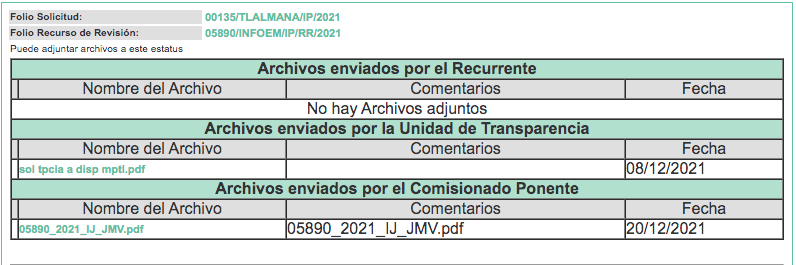 Folio Solicitud: 00135/TLALMANA/IP/2021
Folio Recurso de Revisión: 05890/INFOEM/IP/RR/2021
Puede adjuntar archivos a este estatus
Archivos enviados por el Recurrente
Nombre del Archivo Comentarios Fecha
No hay Archivos adjuntos
Archivos enviados por la Unidad de Transparencia
Nombre del Archivo Comentarios Fecha
sol tpcia a disp mptl.pdf 08/12/2021
Archivos enviados por el Comisionado Ponente
Nombre del Archivo Comentarios Fecha
05890_2021_IJ_JMV.pdf 05890_2021_IJ_JMV.pdf 20/12/2021